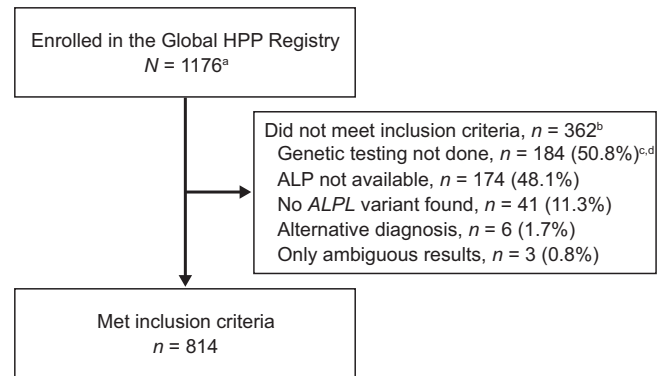 Enrolled in the Global HPP Registry
N = 1176ᵃ
Did not meet inclusion criteria, n = 362ᵇ
Genetic testing not done, n = 184 (50.8%)ᶜ,ᵈ
ALP not available, n = 174 (48.1%)
No ALPL variant found, n = 41 (11.3%)
Alternative diagnosis, n = 6 (1.7%)
Only ambiguous results, n = 3 (0.8%)
Met inclusion criteria
n = 814